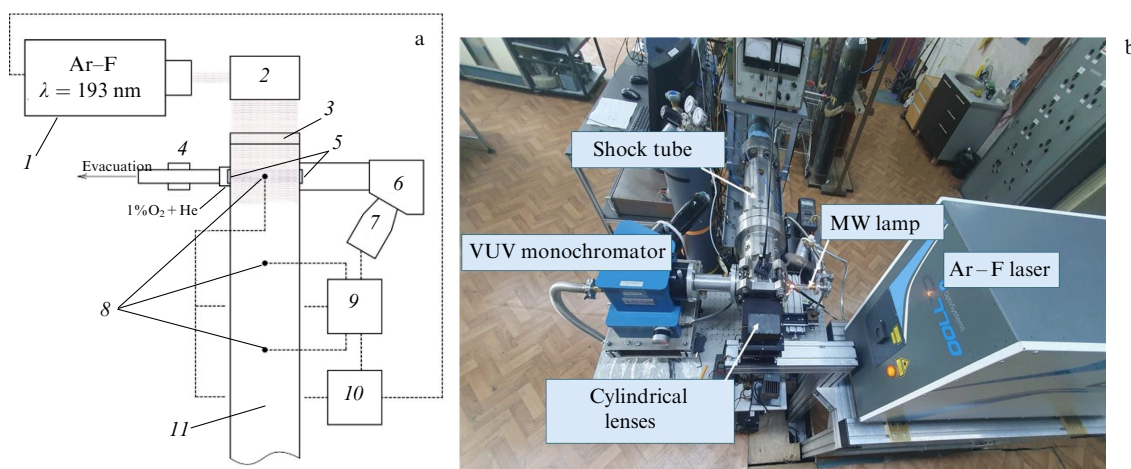 a
Ar–F
λ = 193 nm
1
2
3
4
5
Evacuation
1%O₂ + He
6
7
8
9
10
11
b
Shock tube
VUV monochromator
MW lamp
Ar – F laser
Cylindrical
lenses